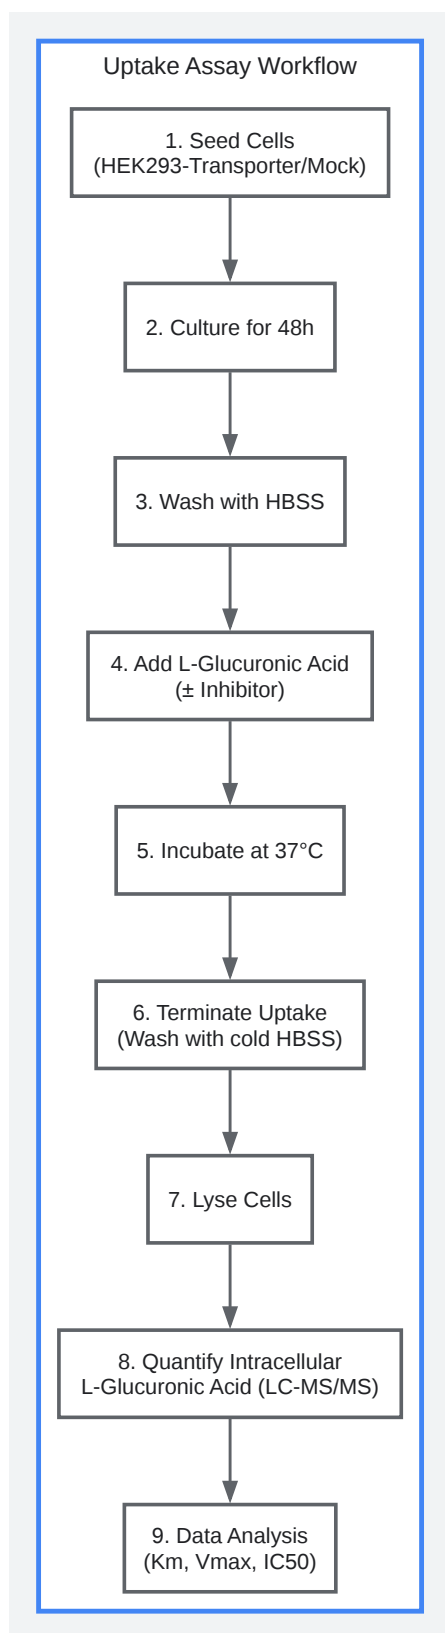 Uptake Assay Workflow
1. Seed Cells
(HEK293-Transporter/Mock)
2. Culture for 48h
3. Wash with HBSS
4. Add L-Glucuronic Acid
(± Inhibitor)
5. Incubate at 37°C
6. Terminate Uptake
(Wash with cold HBSS)
7. Lyse Cells
8. Quantify Intracellular
L-Glucuronic Acid (LC-MS/MS)
9. Data Analysis
(Km, Vmax, IC50)